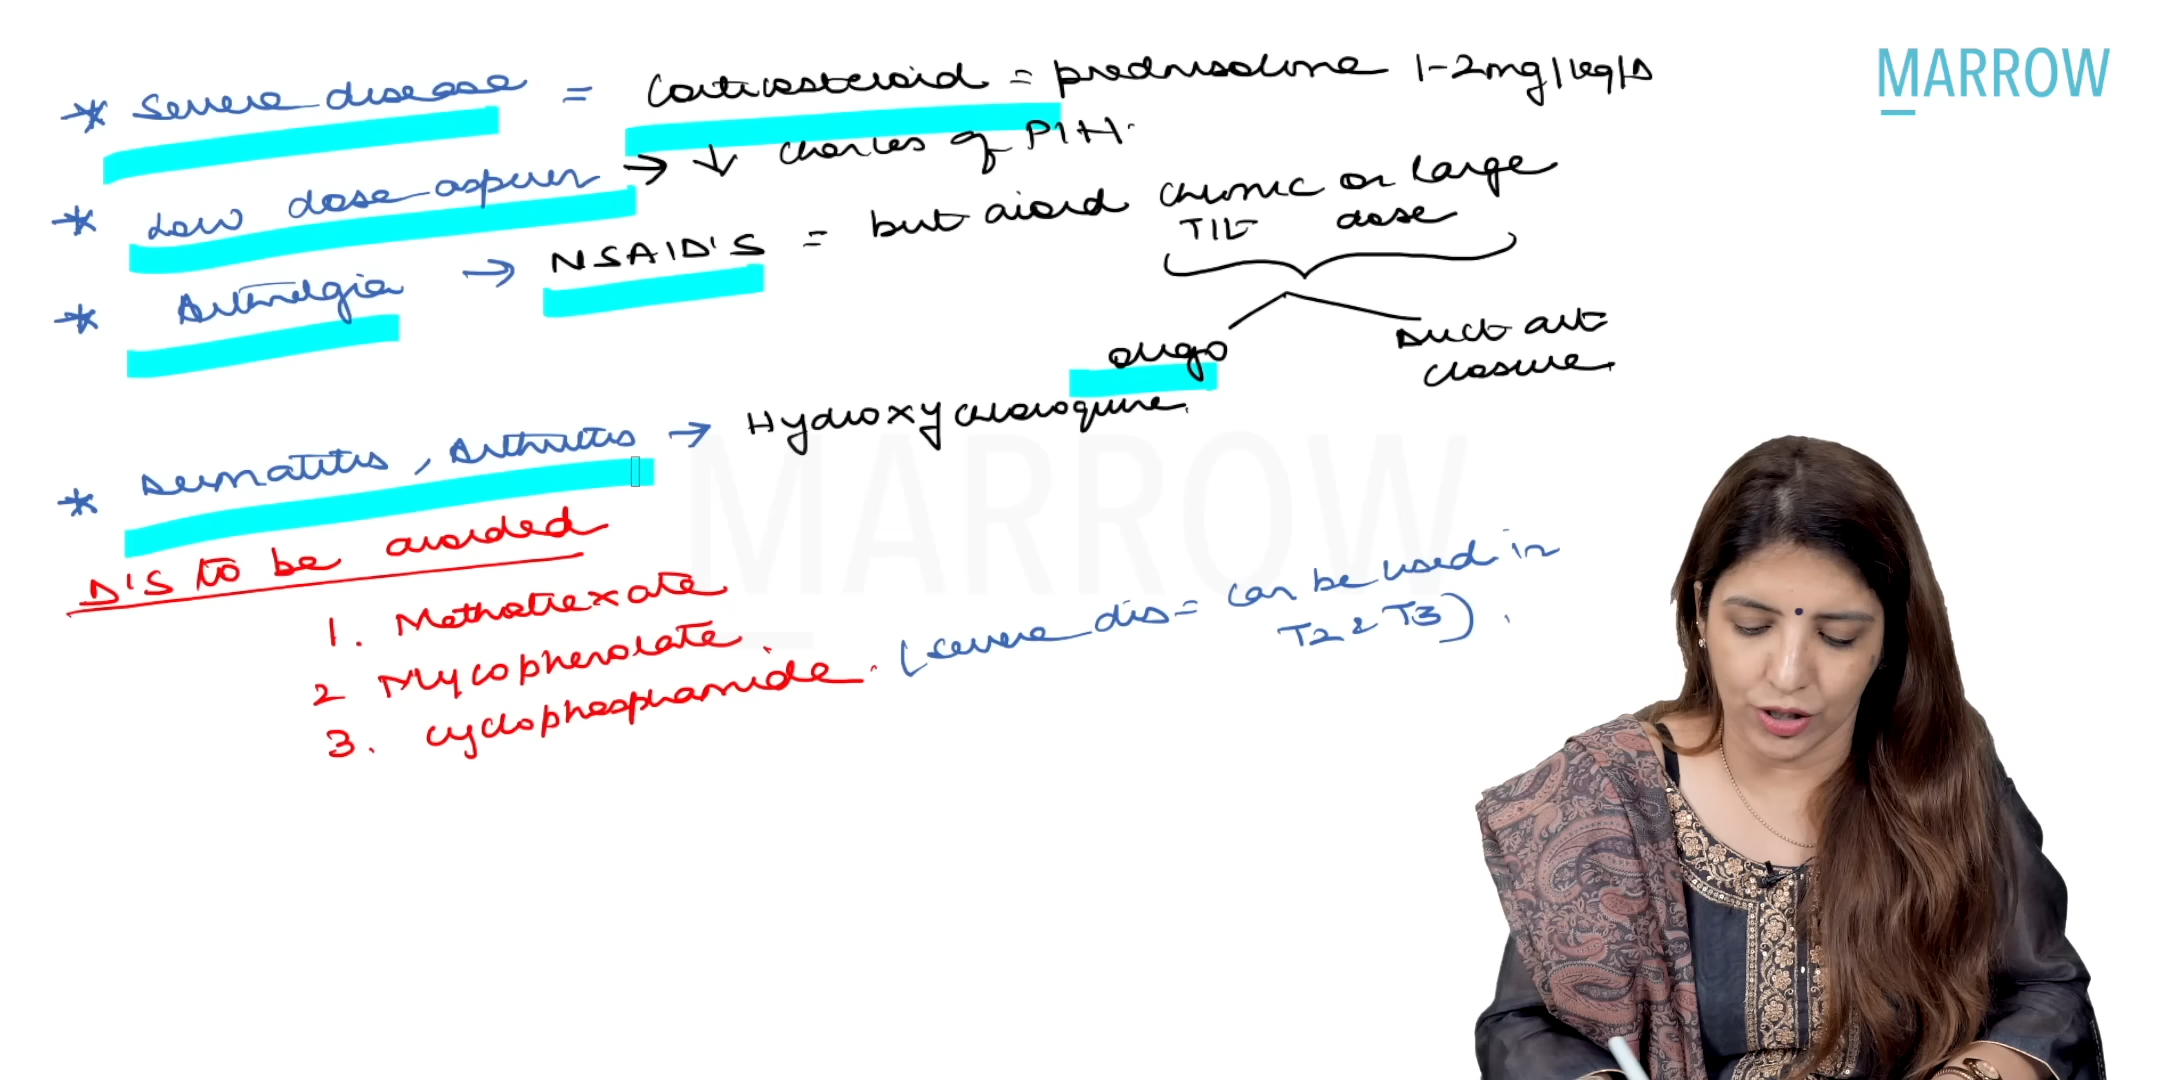 MARROW
* Severe disease = Corticosteroid = prednisolone 1-2mg/kg/D
* Low dose aspirin → ↓ chances of PIH.
* Arthralgia → NSAID'S = but avoid chronic or large
TIL dose
oligo Duct art
closure
* Dermatitis, Arthritis → Hydroxychloroquine.
D'S to be avoided
1. Methotrexate
2 Mycophenolate
3. cyclophosphamide. (severe dis = can be used in
T2 & T3).
MARROW